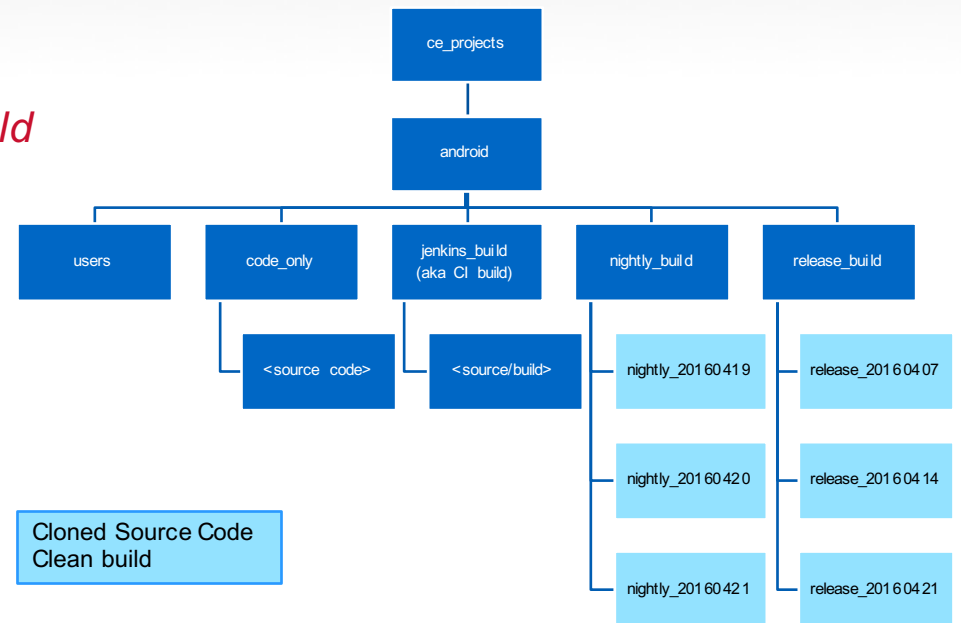 ce_projects
ld
android
users
code_only
jenkins_build
(aka CI build)
nightly_build
release_build
<source code>
<source/build>
nightly_20160419
release_20160407
nightly_20160420
release_20160414
Cloned Source Code
Clean build
nightly_20160421
release_20160421